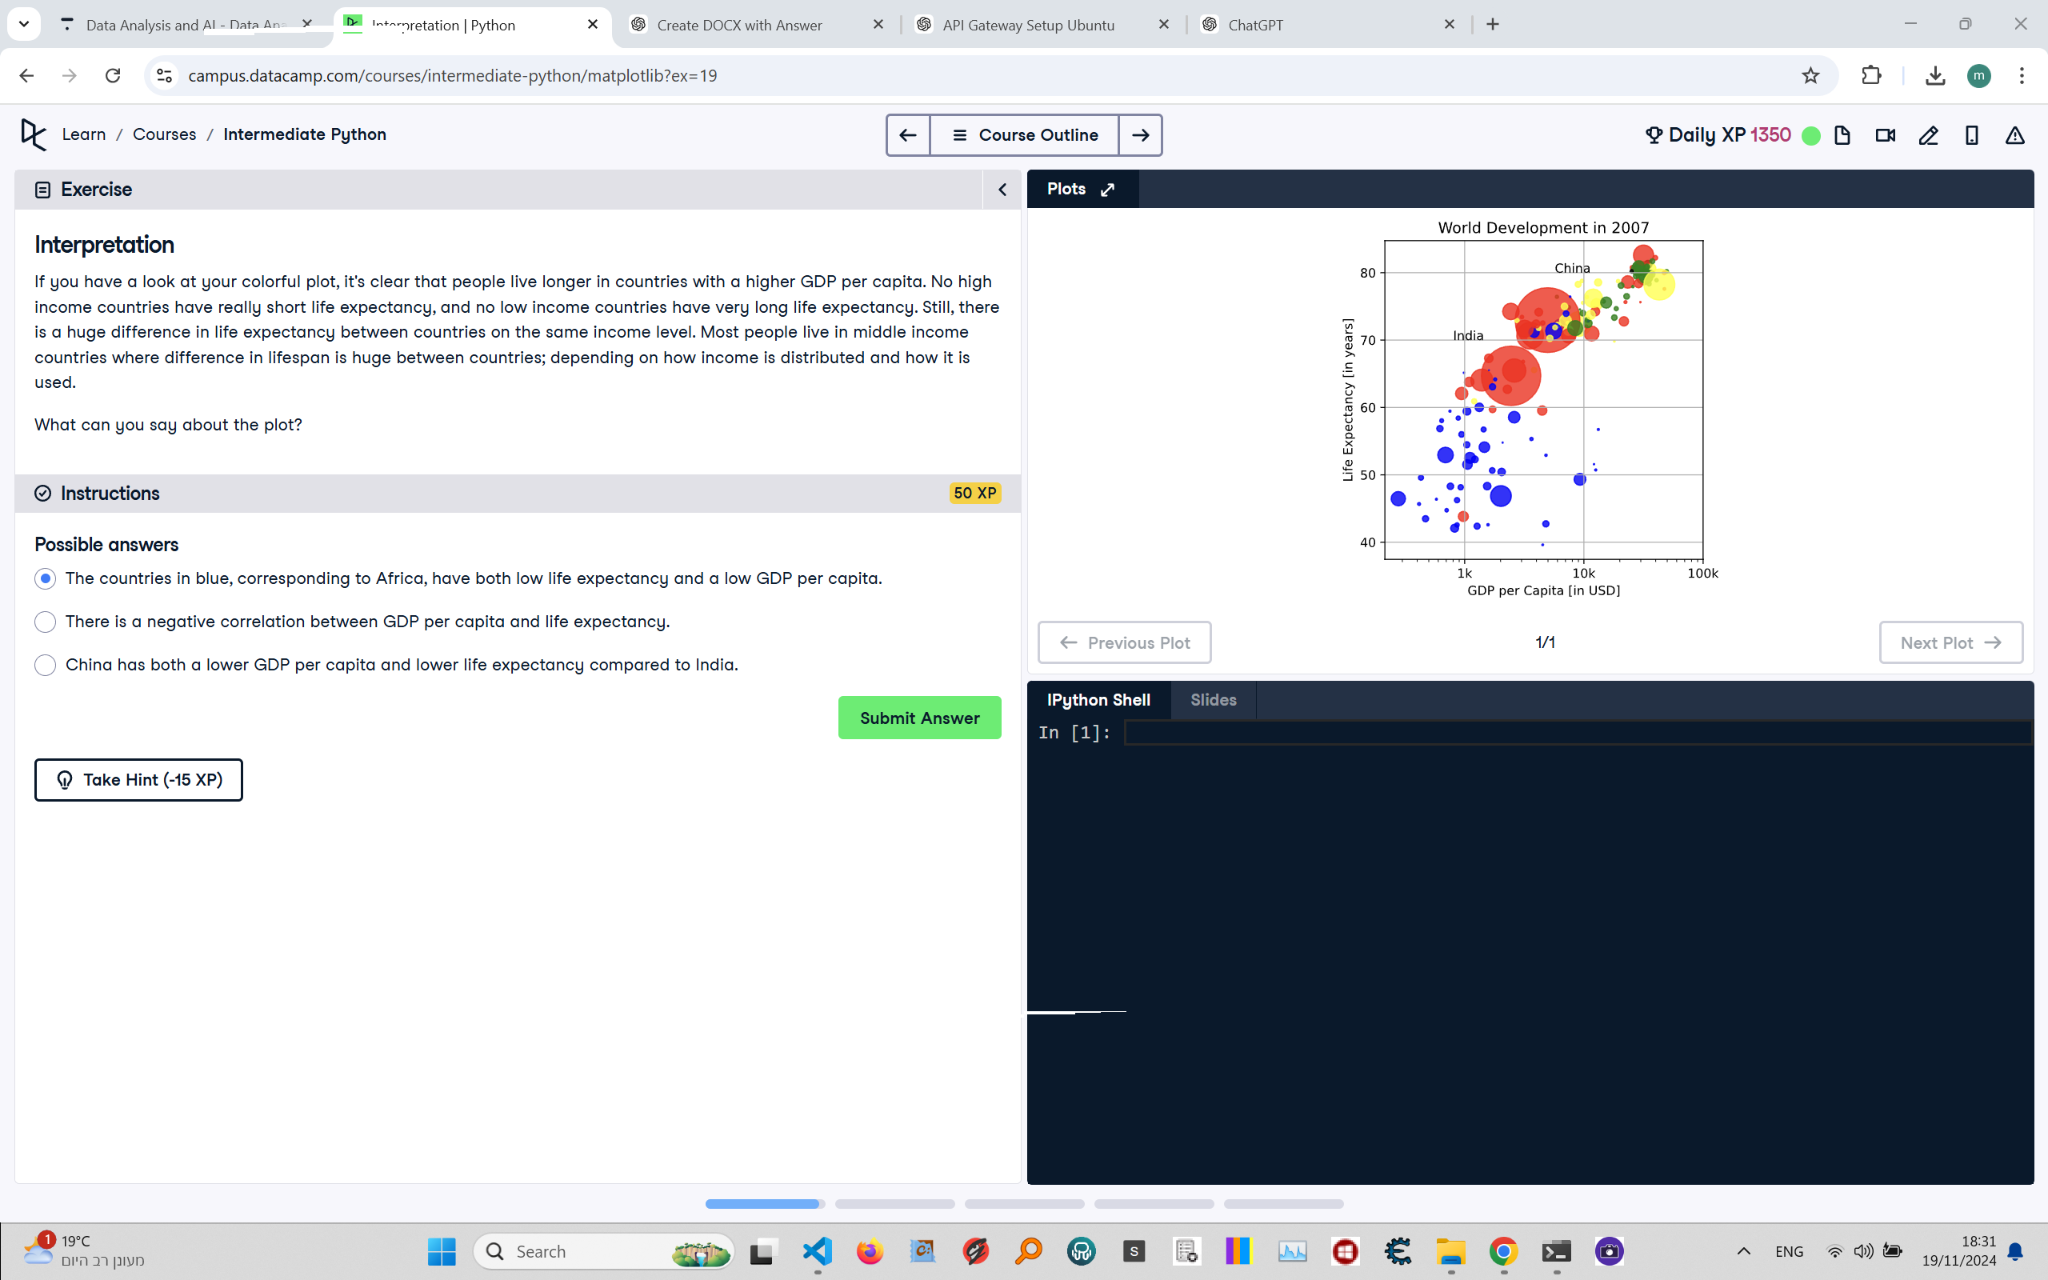 Data Analysis and AI - Data An
Interpretation | Python
Create DOCX with Answer
API Gateway Setup Ubuntu
ChatGPT
campus.datacamp.com/courses/intermediate-python/matplotlib?ex=19
m
Learn / Courses / Intermediate Python
Course Outline
Daily XP 1350
Exercise
Interpretation
If you have a look at your colorful plot, it's clear that people live longer in countries with a higher GDP per capita. No high
income countries have really short life expectancy, and no low income countries have very long life expectancy. Still, there
is a huge difference in life expectancy between countries on the same income level. Most people live in middle income
countries where difference in lifespan is huge between countries; depending on how income is distributed and how it is
used.
What can you say about the plot?
Instructions
50 XP
Possible answers
The countries in blue, corresponding to Africa, have both low life expectancy and a low GDP per capita.
There is a negative correlation between GDP per capita and life expectancy.
China has both a lower GDP per capita and lower life expectancy compared to India.
Submit Answer
Take Hint (-15 XP)
Plots
World Development in 2007
China
India
80
70
60
50
40
Life Expectancy [in years]
1k 10k 100k
GDP per Capita [in USD]
Previous Plot
1/1
Next Plot
IPython Shell
Slides
In [1]:
1
19°C
מעונן רב היום
Search
S
ENG
18:31
19/11/2024